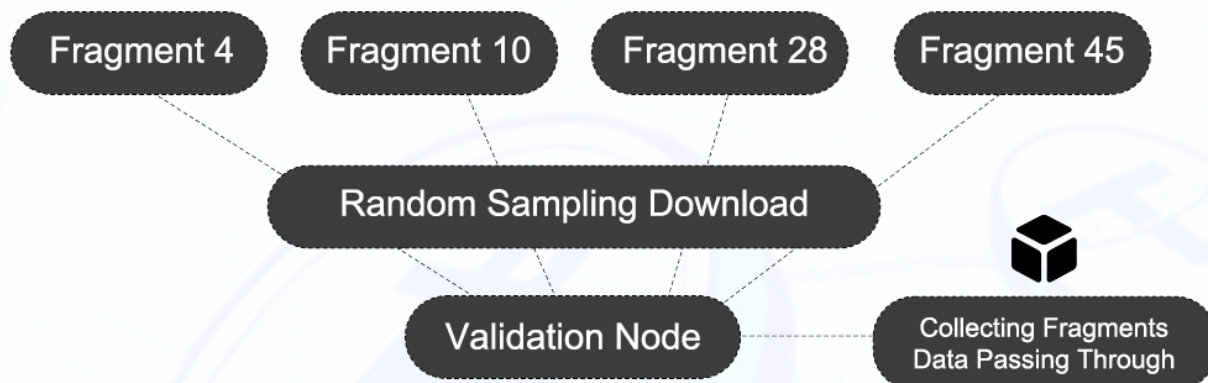 Fragment 4
Fragment 10
Fragment 28
Fragment 45
Random Sampling Download
Validation Node
Collecting Fragments
Data Passing Through